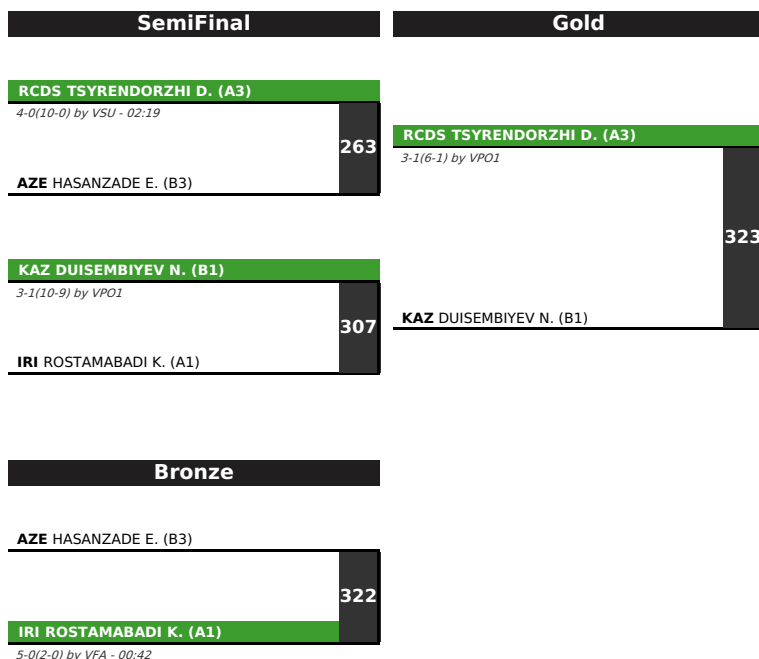 SemiFinal
Gold
RCDS TSYRENDORZHI D. (A3)
4-0(10-0) by VSU - 02:19
263
AZE HASANZADE E. (B3)
RCDS TSYRENDORZHI D. (A3)
3-1(6-1) by VPO1
323
KAZ DUISEMBIYEV N. (B1)
KAZ DUISEMBIYEV N. (B1)
3-1(10-9) by VPO1
307
IRI ROSTAMABADI K. (A1)
Bronze
AZE HASANZADE E. (B3)
322
IRI ROSTAMABADI K. (A1)
5-0(2-0) by VFA - 00:42